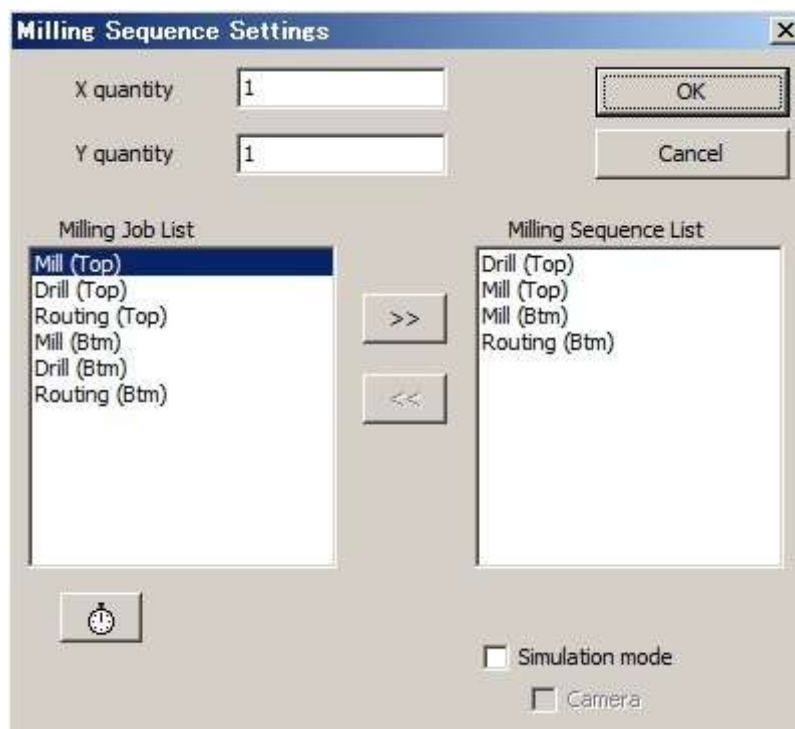 Milling Sequence Settings
X quantity 1 OK
Y quantity 1 Cancel
Milling Job List
Mill (Top)
Drill (Top)
Routing (Top)
Mill (Btm)
Drill (Btm)
Routing (Btm)
>>
<<
Milling Sequence List
Drill (Top)
Mill (Top)
Mill (Btm)
Routing (Btm)
Simulation mode
Camera